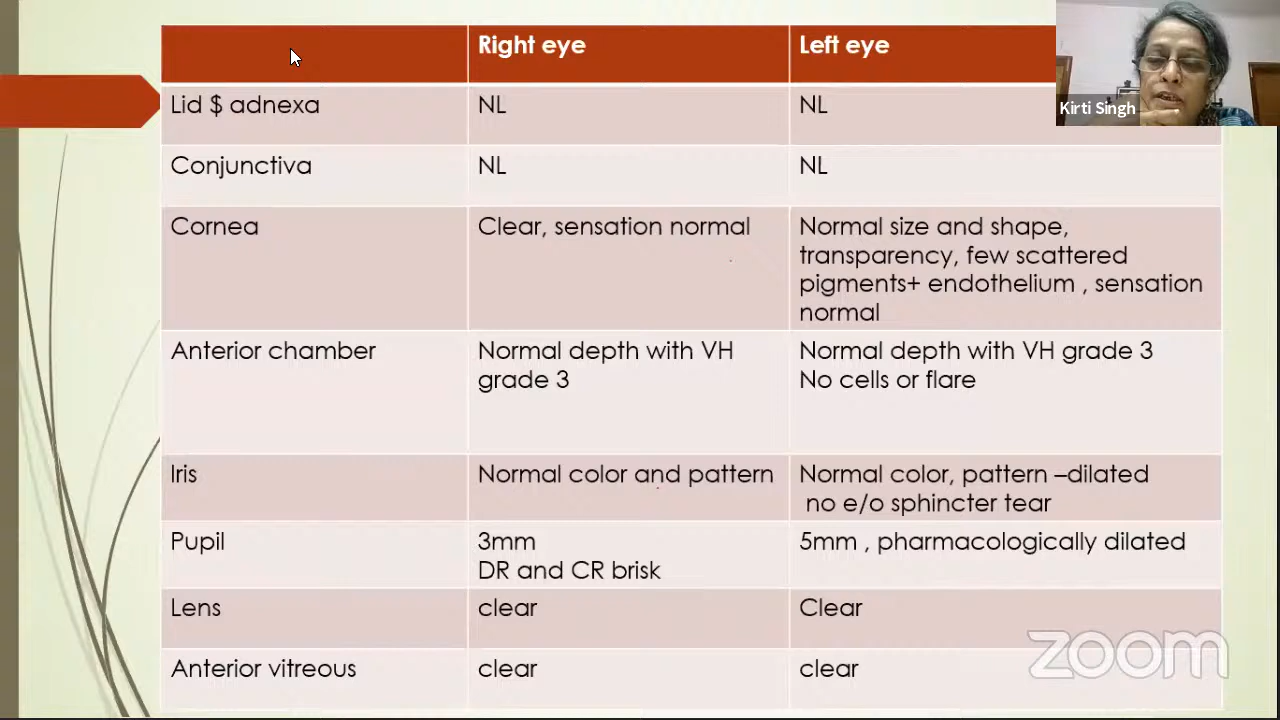 Right eye
Left eye
Kirti Singh
Lid $ adnexa
NL
NL
Conjunctiva
NL
NL
Cornea
Clear, sensation normal
Normal size and shape,
transparency, few scattered
pigments+ endothelium , sensation
normal
Anterior chamber
Normal depth with VH
grade 3
Normal depth with VH grade 3
No cells or flare
Iris
Normal color and pattern
Normal color, pattern –dilated
no e/o sphincter tear
Pupil
3mm
DR and CR brisk
5mm , pharmacologically dilated
Lens
clear
Clear
Anterior vitreous
clear
clear
zoom